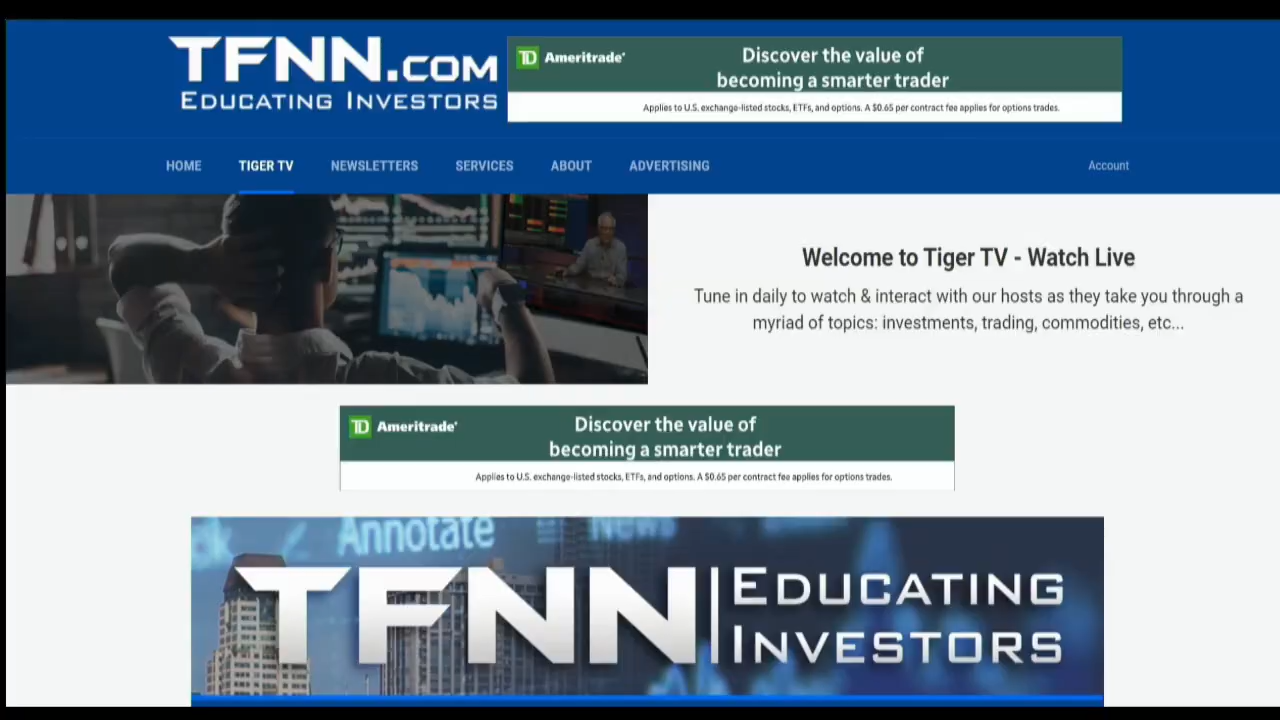 TFNN.COM
EDUCATING INVESTORS
TD Ameritrade
Discover the value of
becoming a smarter trader
Applies to U.S. exchange-listed stocks, ETFs, and options. A $0.65 per contract fee applies for options trades.
HOME
TIGER TV
NEWSLETTERS
SERVICES
ABOUT
ADVERTISING
Account
Welcome to Tiger TV - Watch Live
Tune in daily to watch & interact with our hosts as they take you through a
myriad of topics: investments, trading, commodities, etc...
TD Ameritrade
Discover the value of
becoming a smarter trader
Applies to U.S. exchange-listed stocks, ETFs, and options. A $0.65 per contract fee applies for options trades.
Annotate
News
TFNN
EDUCATING
INVESTORS